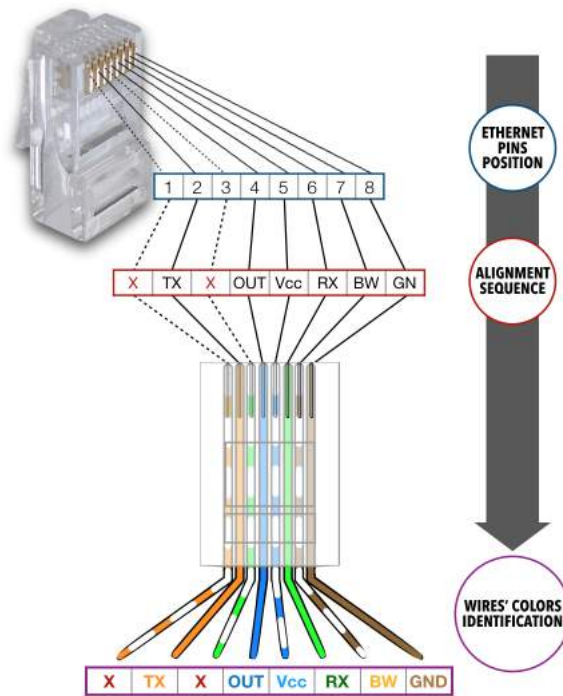 ETHERNET
PINS
POSITION
1 2 3 4 5 6 7 8
X TX X OUT Vcc RX BW GN
ALIGNMENT
SEQUENCE
WIRES' COLORS
IDENTIFICATION
X TX X OUT Vcc RX BW GND